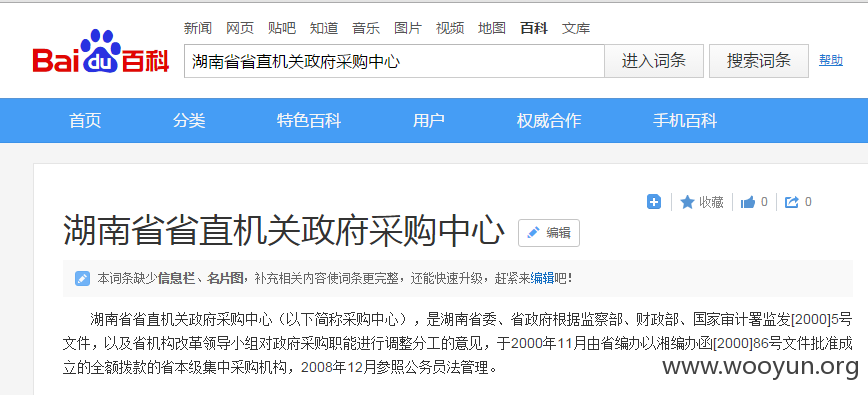 新闻 网页 贴吧 知道 音乐 图片 视频 地图 百科 文库
Bai du 百科
湖南省省直机关政府采购中心 进入词条 搜索词条 帮助
首页 分类 特色百科 用户 权威合作 手机百科
收藏 0 0
湖南省省直机关政府采购中心 编辑
本词条缺少信息栏、名片图，补充相关内容使词条更完整，还能快速升级，赶紧来编辑吧！
湖南省省直机关政府采购中心（以下简称采购中心），是湖南省委、省政府根据监察部、财政部、国家审计署监发[2000]5号
文件，以及省机构改革领导小组对政府采购职能进行调整分工的意见，于2000年11月由省编办以湘编办函[2000]86号文件批准成
立的全额拨款的省本级集中采购机构，2008年12月参照公务员法管理。
www.wooyun.org